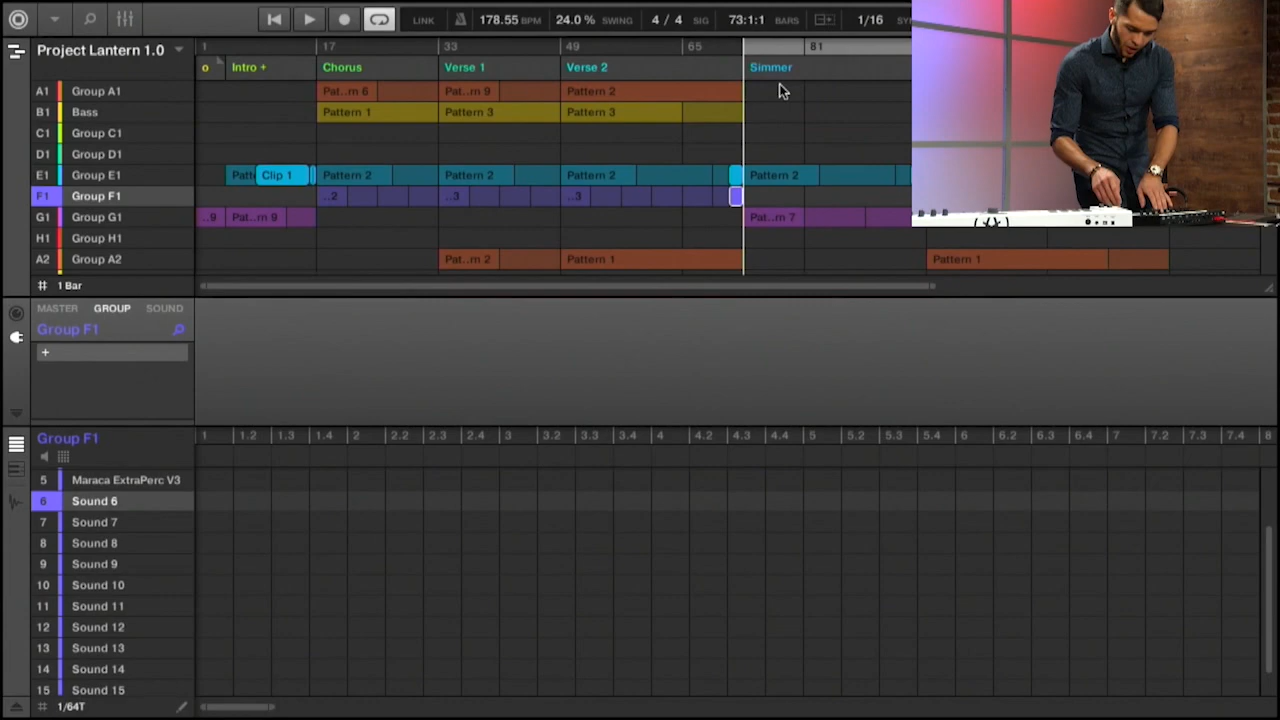 LINK 178.55 BPM 24.0 % SWING 4 / 4 SIG 73:1:1 BARS 1/16
Project Lantern 1.0
1 17 33 49 65 81
o Intro + Chorus Verse 1 Verse 2 Simmer
A1 Group A1 Pat..m 6 Pat..m 9 Pattern 2
B1 Bass Pattern 1 Pattern 3 Pattern 3
C1 Group C1
D1 Group D1
E1 Group E1 Patt Clip 1 Pattern 2 Pattern 2 Pattern 2 Pattern 2
F1 Group F1 ..2 ..3 ..3
G1 Group G1 ..9 Pat..m 9 Pat..m 7
H1 Group H1
A2 Group A2 Pat..m 2 Pattern 1 Pattern 1
1 Bar
MASTER GROUP SOUND
Group F1
+
Group F1
1 1.2 1.3 1.4 2 2.2 2.3 2.4 3 3.2 3.3 3.4 4 4.2 4.3 4.4 5 5.2 5.3 5.4 6 6.2 6.3 6.4 7 7.2 7.3 7.4 8
5 Maraca ExtraPerc V3
6 Sound 6
7 Sound 7
8 Sound 8
9 Sound 9
10 Sound 10
11 Sound 11
12 Sound 12
13 Sound 13
14 Sound 14
15 Sound 15
1/64T